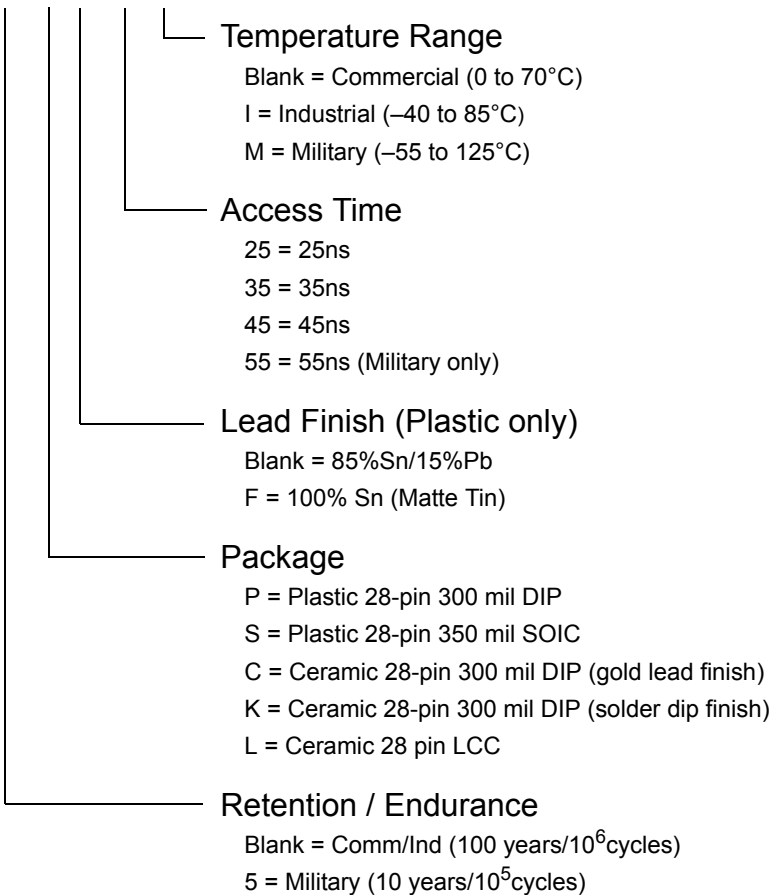 Temperature Range
Blank = Commercial (0 to 70°C)
I = Industrial (–40 to 85°C)
M = Military (–55 to 125°C)
Access Time
25 = 25ns
35 = 35ns
45 = 45ns
55 = 55ns (Military only)
Lead Finish (Plastic only)
Blank = 85%Sn/15%Pb
F = 100% Sn (Matte Tin)
Package
P = Plastic 28-pin 300 mil DIP
S = Plastic 28-pin 350 mil SOIC
C = Ceramic 28-pin 300 mil DIP (gold lead finish)
K = Ceramic 28-pin 300 mil DIP (solder dip finish)
L = Ceramic 28 pin LCC
Retention / Endurance
Blank = Comm/Ind (100 years/10⁶cycles)
5 = Military (10 years/10⁵cycles)